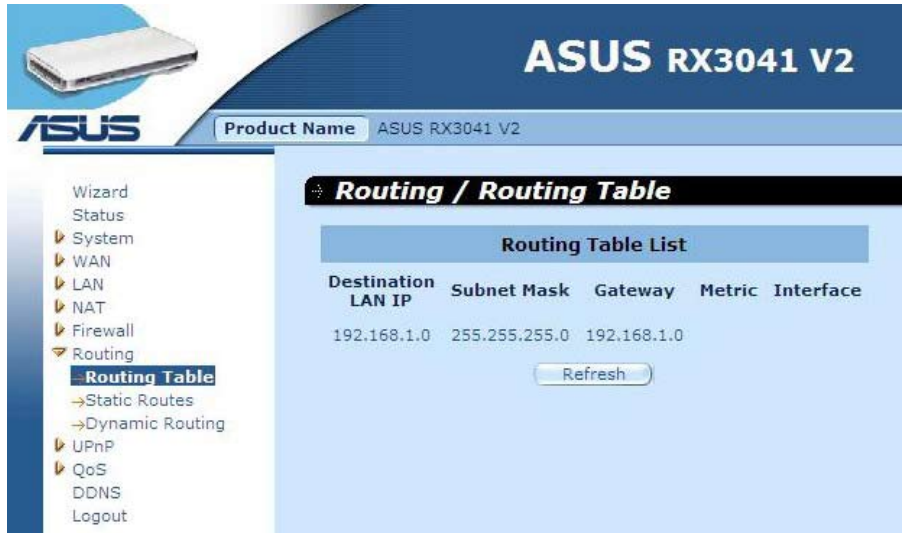 ASUS RX3041 V2
ASUS
Product Name ASUS RX3041 V2
Wizard
Status
System
WAN
LAN
NAT
Firewall
Routing
→Routing Table
→Static Routes
→Dynamic Routing
UPnP
QoS
DDNS
Logout
Routing / Routing Table
Routing Table List
Destination LAN IP Subnet Mask Gateway Metric Interface
192.168.1.0 255.255.255.0 192.168.1.0
Refresh